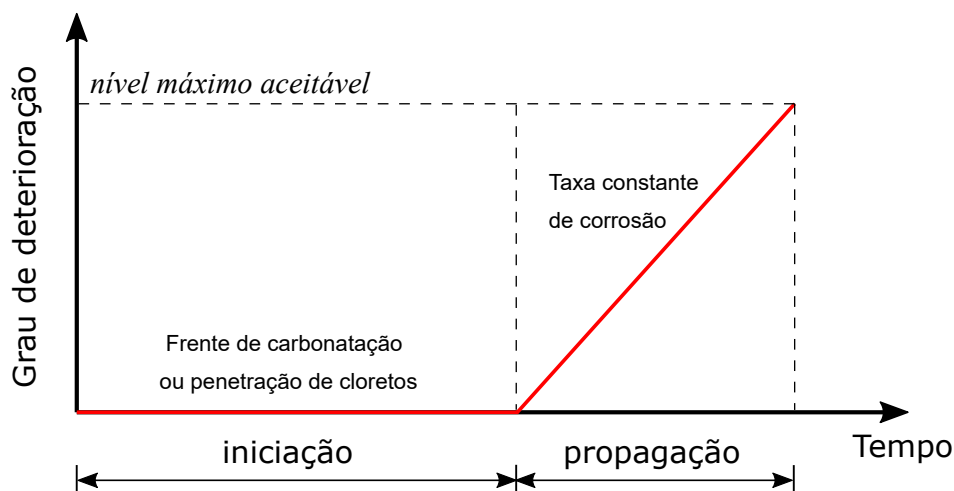 nível máximo aceitável
Grau de deterioração
Taxa constante
de corrosão
Frente de carbonatação
ou penetração de cloretos
iniciação
propagação
Tempo